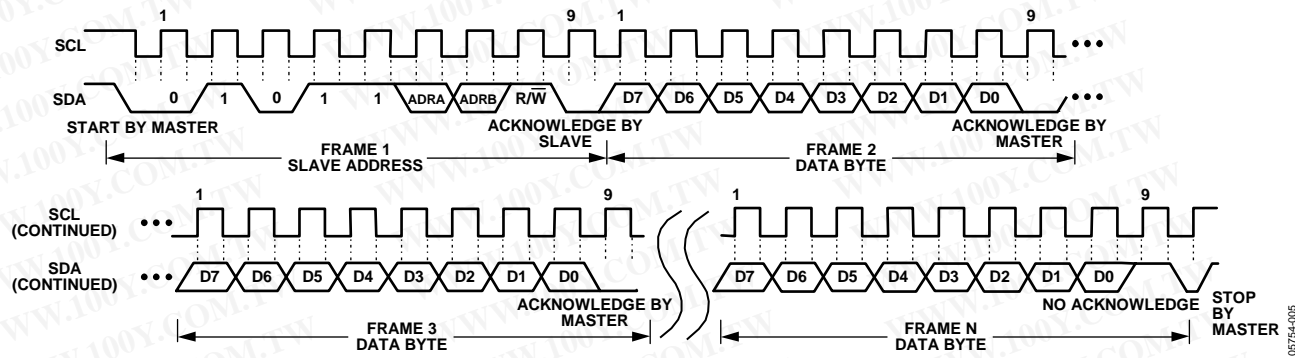 1 9 1 9
SCL
SDA 0 1 0 1 1 ADRA ADRB R/W̅ D7 D6 D5 D4 D3 D2 D1 D0
START BY MASTER ACKNOWLEDGE BY SLAVE ACKNOWLEDGE BY MASTER
FRAME 1 SLAVE ADDRESS FRAME 2 DATA BYTE
1 9 1 9
SCL (CONTINUED)
SDA (CONTINUED) D7 D6 D5 D4 D3 D2 D1 D0 D7 D6 D5 D4 D3 D2 D1 D0
ACKNOWLEDGE BY MASTER NO ACKNOWLEDGE STOP BY MASTER
FRAME 3 DATA BYTE FRAME N DATA BYTE
05754-005
WWW.100Y.COM.TW